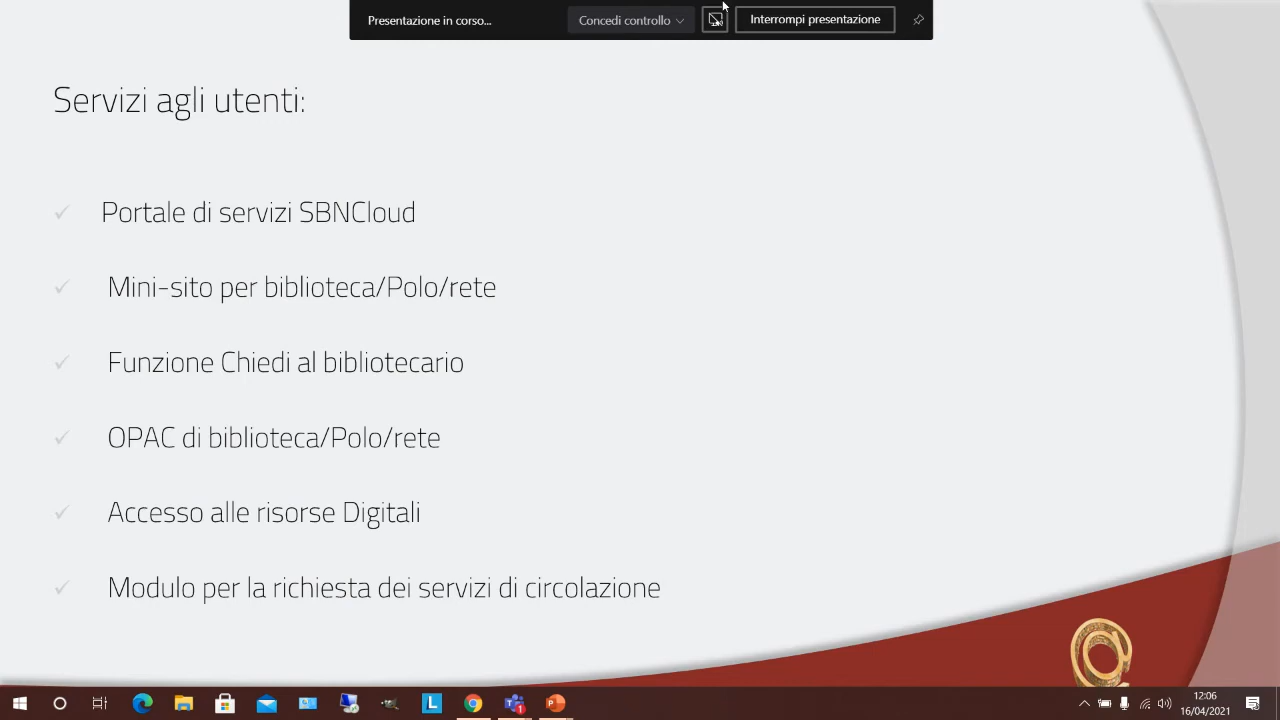 Presentazione in corso...
Concedi controllo
Interrompi presentazione
Servizi agli utenti:
Portale di servizi SBNCloud
Mini-sito per biblioteca/Polo/rete
Funzione Chiedi al bibliotecario
OPAC di biblioteca/Polo/rete
Accesso alle risorse Digitali
Modulo per la richiesta dei servizi di circolazione
L
1
P
12:06
16/04/2021